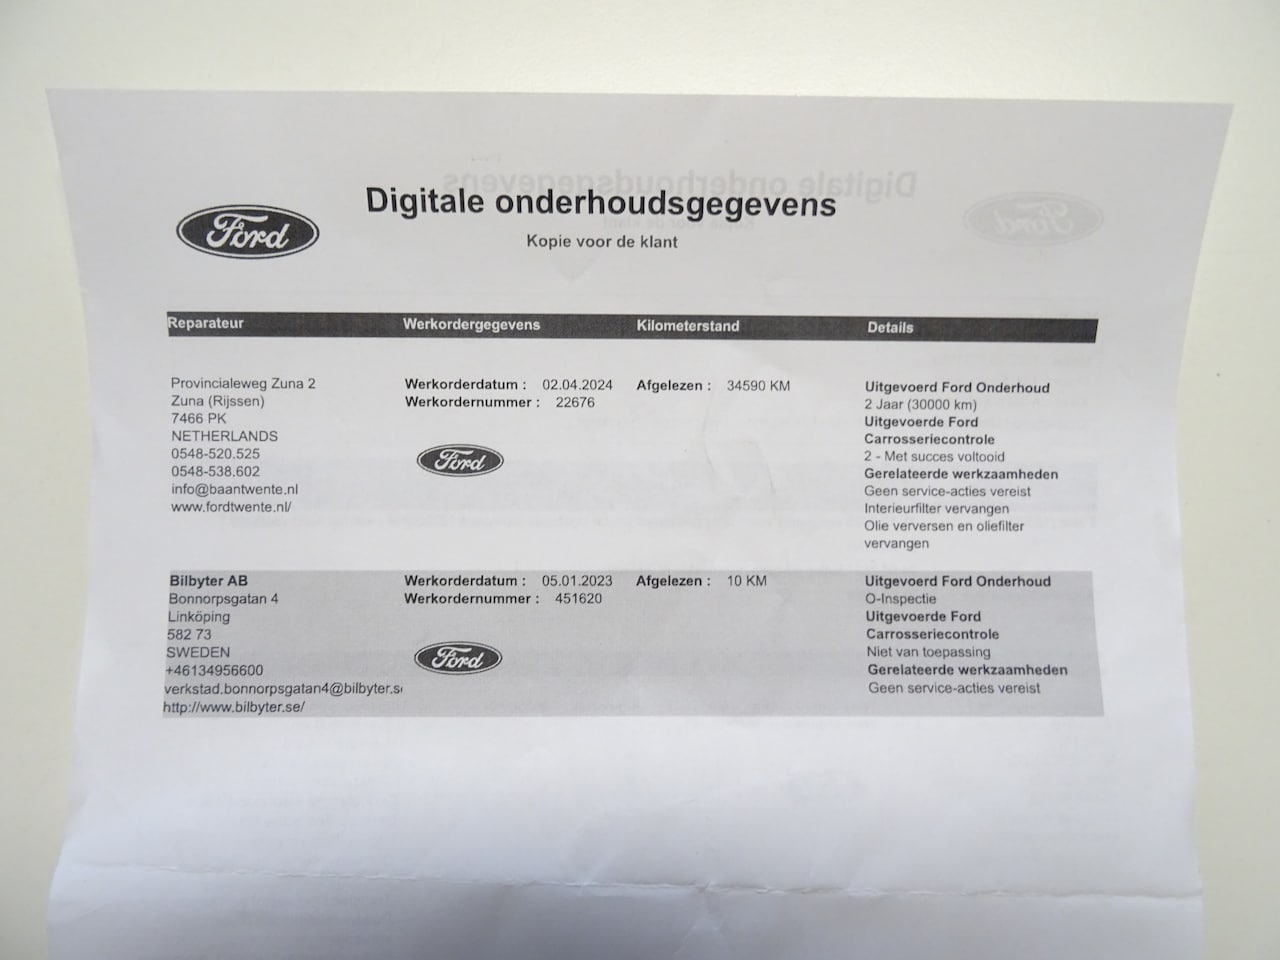 Digitale onderhoudsgegevens
Ford
Kopie voor de klant
Reparateur Werkordergegevens Kilometerstand Details
Provincialeweg Zuna 2
Zuna (Rijssen)
7466 PK
NETHERLANDS
0548-520.525
0548-538.602
info@baantwente.nl
www.fordtwente.nl/
Werkorderdatum : 02.04.2024
Werkordernummer : 22676
Ford
Afgelezen : 34590 KM
Uitgevoerd Ford Onderhoud
2 Jaar (30000 km)
Uitgevoerde Ford
Carrosseriecontrole
2 - Met succes voltooid
Gerelateerde werkzaamheden
Geen service-acties vereist
Interieurfilter vervangen
Olie verversen en oliefilter
vervangen
Bilbyter AB
Bonnorpsgatan 4
Linköping
582 73
SWEDEN
+46134956600
verkstad.bonnorpsgatan4@bilbyter.s
http://www.bilbyter.se/
Werkorderdatum : 05.01.2023
Werkordernummer : 451620
Ford
Afgelezen : 10 KM
Uitgevoerd Ford Onderhoud
O-Inspectie
Uitgevoerde Ford
Carrosseriecontrole
Niet van toepassing
Gerelateerde werkzaamheden
Geen service-acties vereist